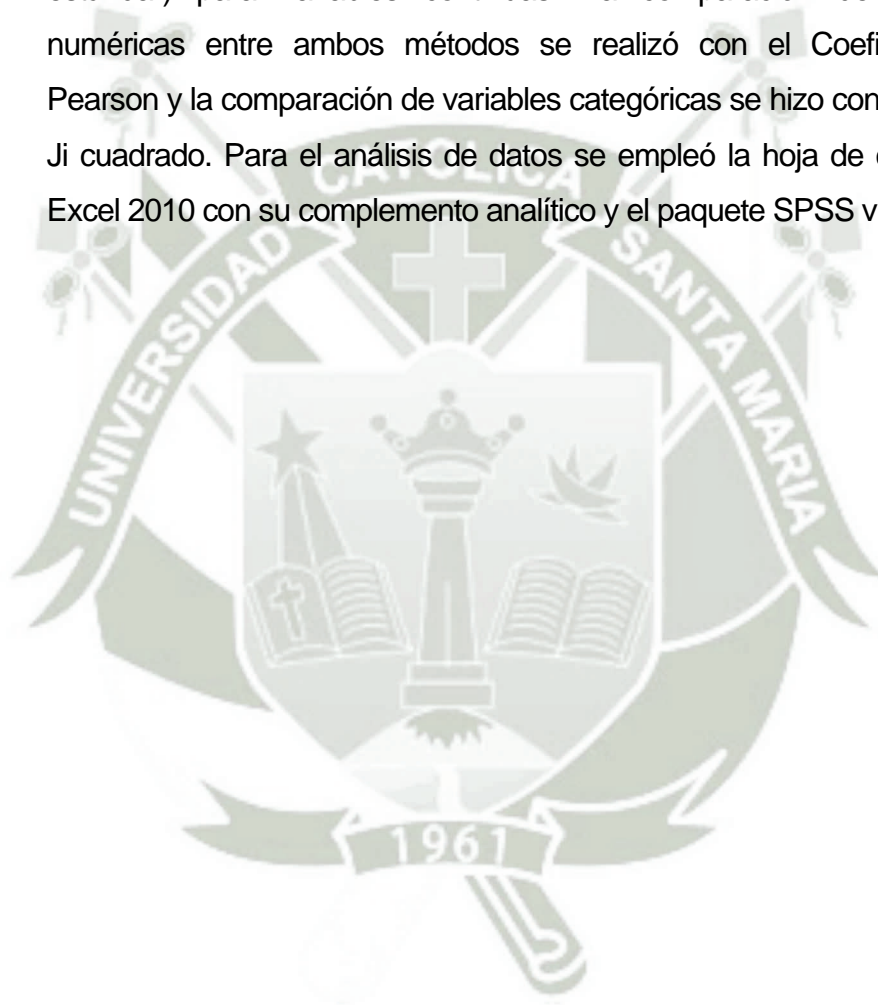 numéricas entre ambos métodos se realizó con el
Pearson y la comparación de variables categóricas se hizo con
Ji cuadrado. Para el análisis de datos se empleó la hoja de
Excel 2010 con su complemento analítico y el paquete SPSS
UNIVERSIDAD CATOLICA SANTA MARIA
1961